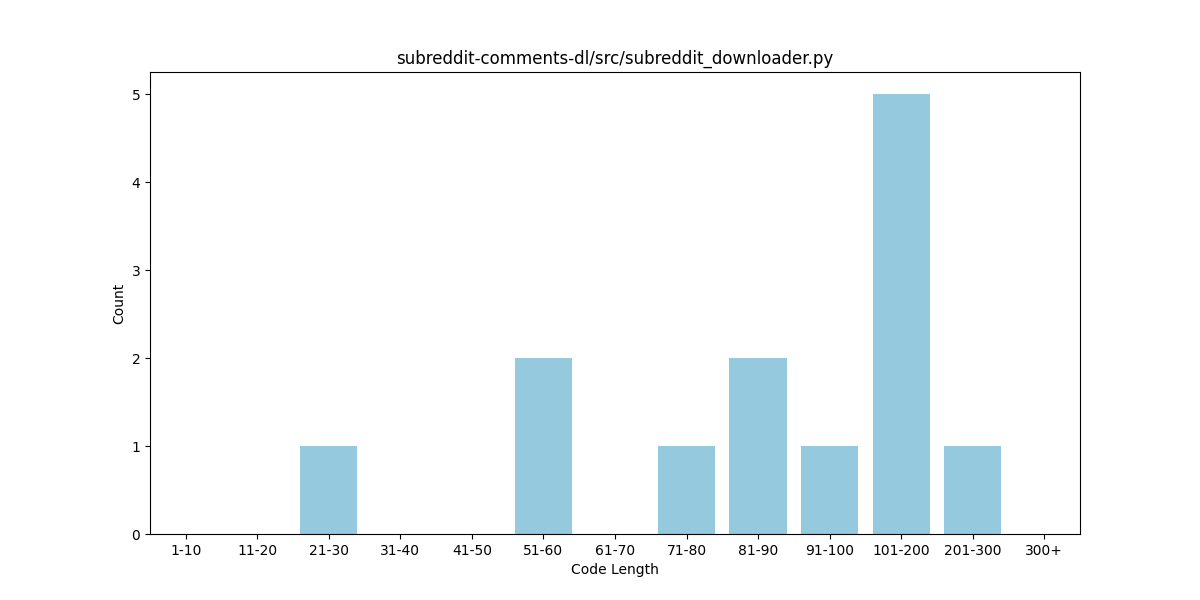 subreddit-comments-dl/src/subreddit_downloader.py
Count
5
4
3
2
1
0
1-10 11-20 21-30 31-40 41-50 51-60 61-70 71-80 81-90 91-100 101-200 201-300 300+
Code Length